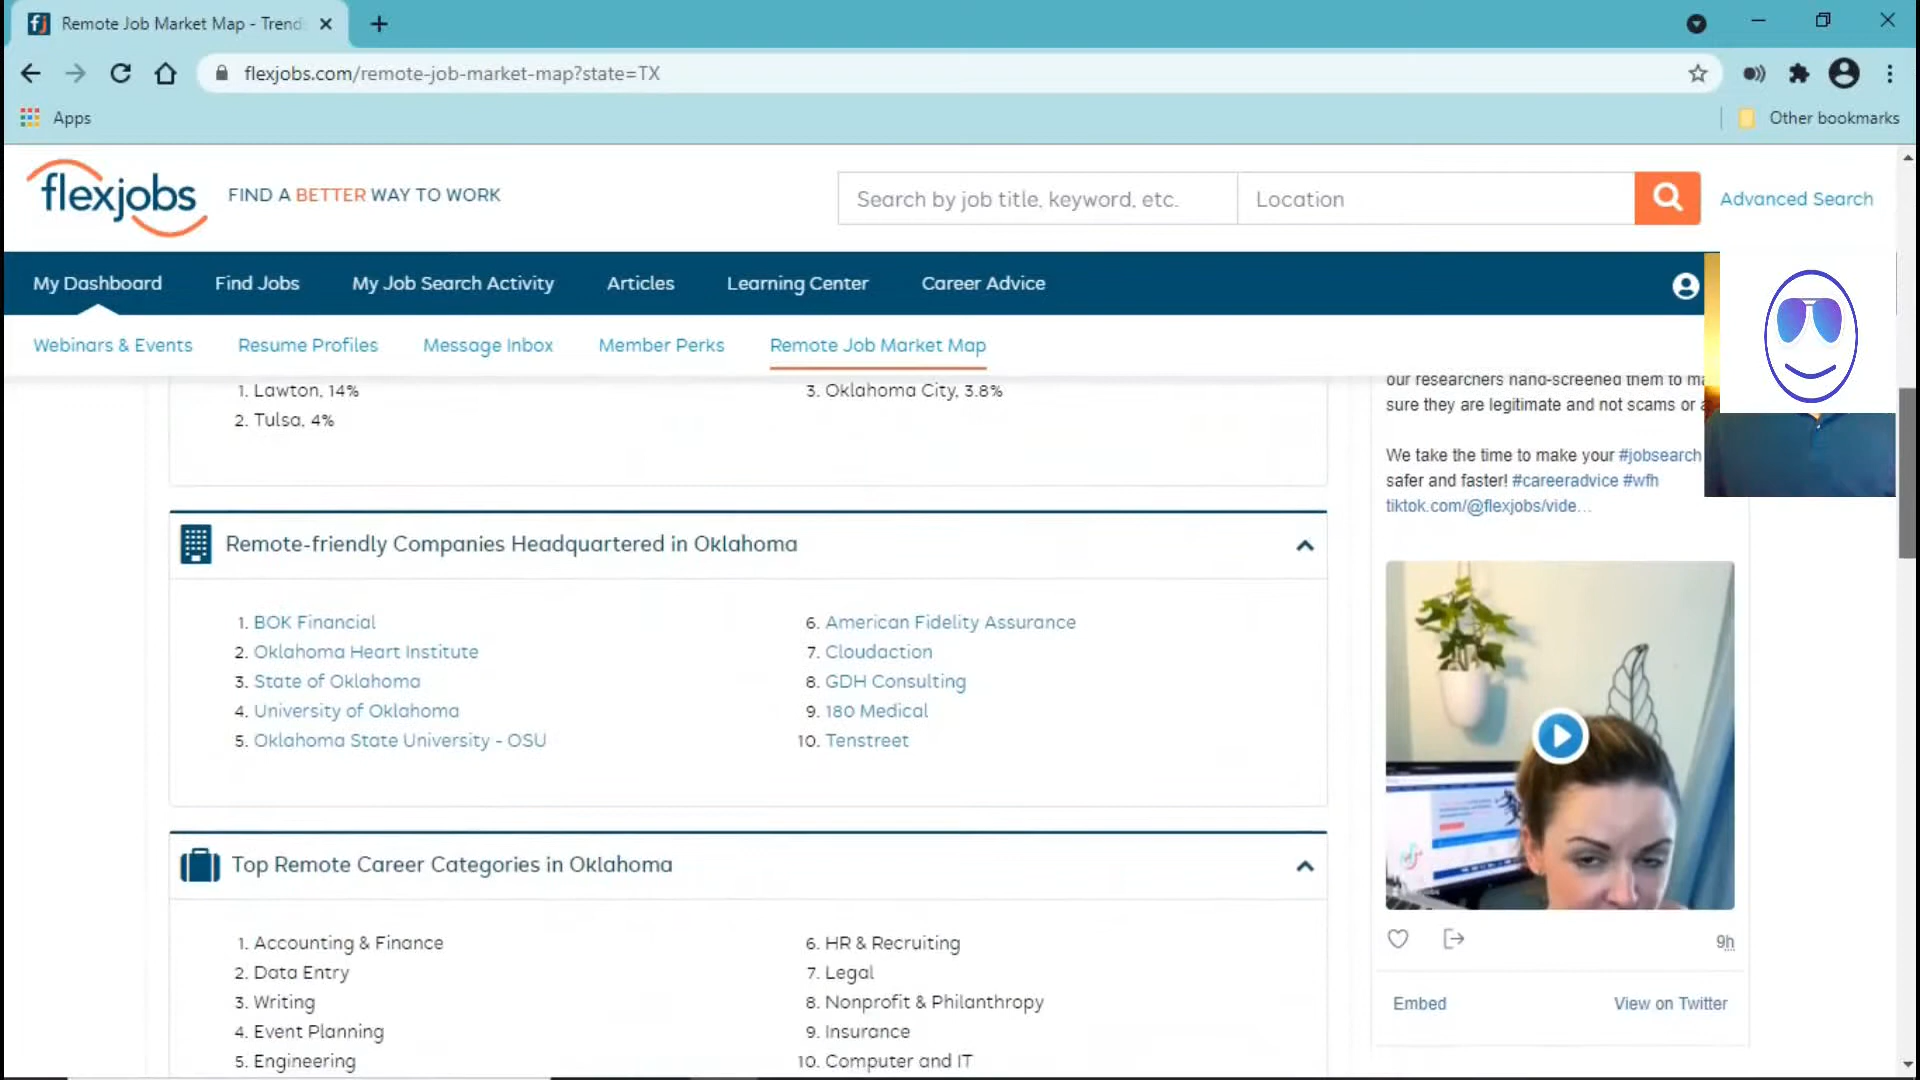 Remote Job Market Map - Trend
flexjobs.com/remote-job-market-map?state=TX
Apps
Other bookmarks
flexjobs
FIND A BETTER WAY TO WORK
Search by job title, keyword, etc.
Location
Advanced Search
My Dashboard
Find Jobs
My Job Search Activity
Articles
Learning Center
Career Advice
Webinars & Events
Resume Profiles
Message Inbox
Member Perks
Remote Job Market Map
1. Lawton, 14%
2. Tulsa, 4%
3. Oklahoma City, 3.8%
Remote-friendly Companies Headquartered in Oklahoma
1. BOK Financial
2. Oklahoma Heart Institute
3. State of Oklahoma
4. University of Oklahoma
5. Oklahoma State University - OSU
6. American Fidelity Assurance
7. Cloudaction
8. GDH Consulting
9. 180 Medical
10. Tenstreet
Top Remote Career Categories in Oklahoma
1. Accounting & Finance
2. Data Entry
3. Writing
4. Event Planning
5. Engineering
6. HR & Recruiting
7. Legal
8. Nonprofit & Philanthropy
9. Insurance
10. Computer and IT
our researchers hand-screened them to
sure they are legitimate and not scams or
We take the time to make your #jobsearch
safer and faster! #careeradvice #wfh
tiktok.com/@flexjobs/vide…
9h
Embed
View on Twitter